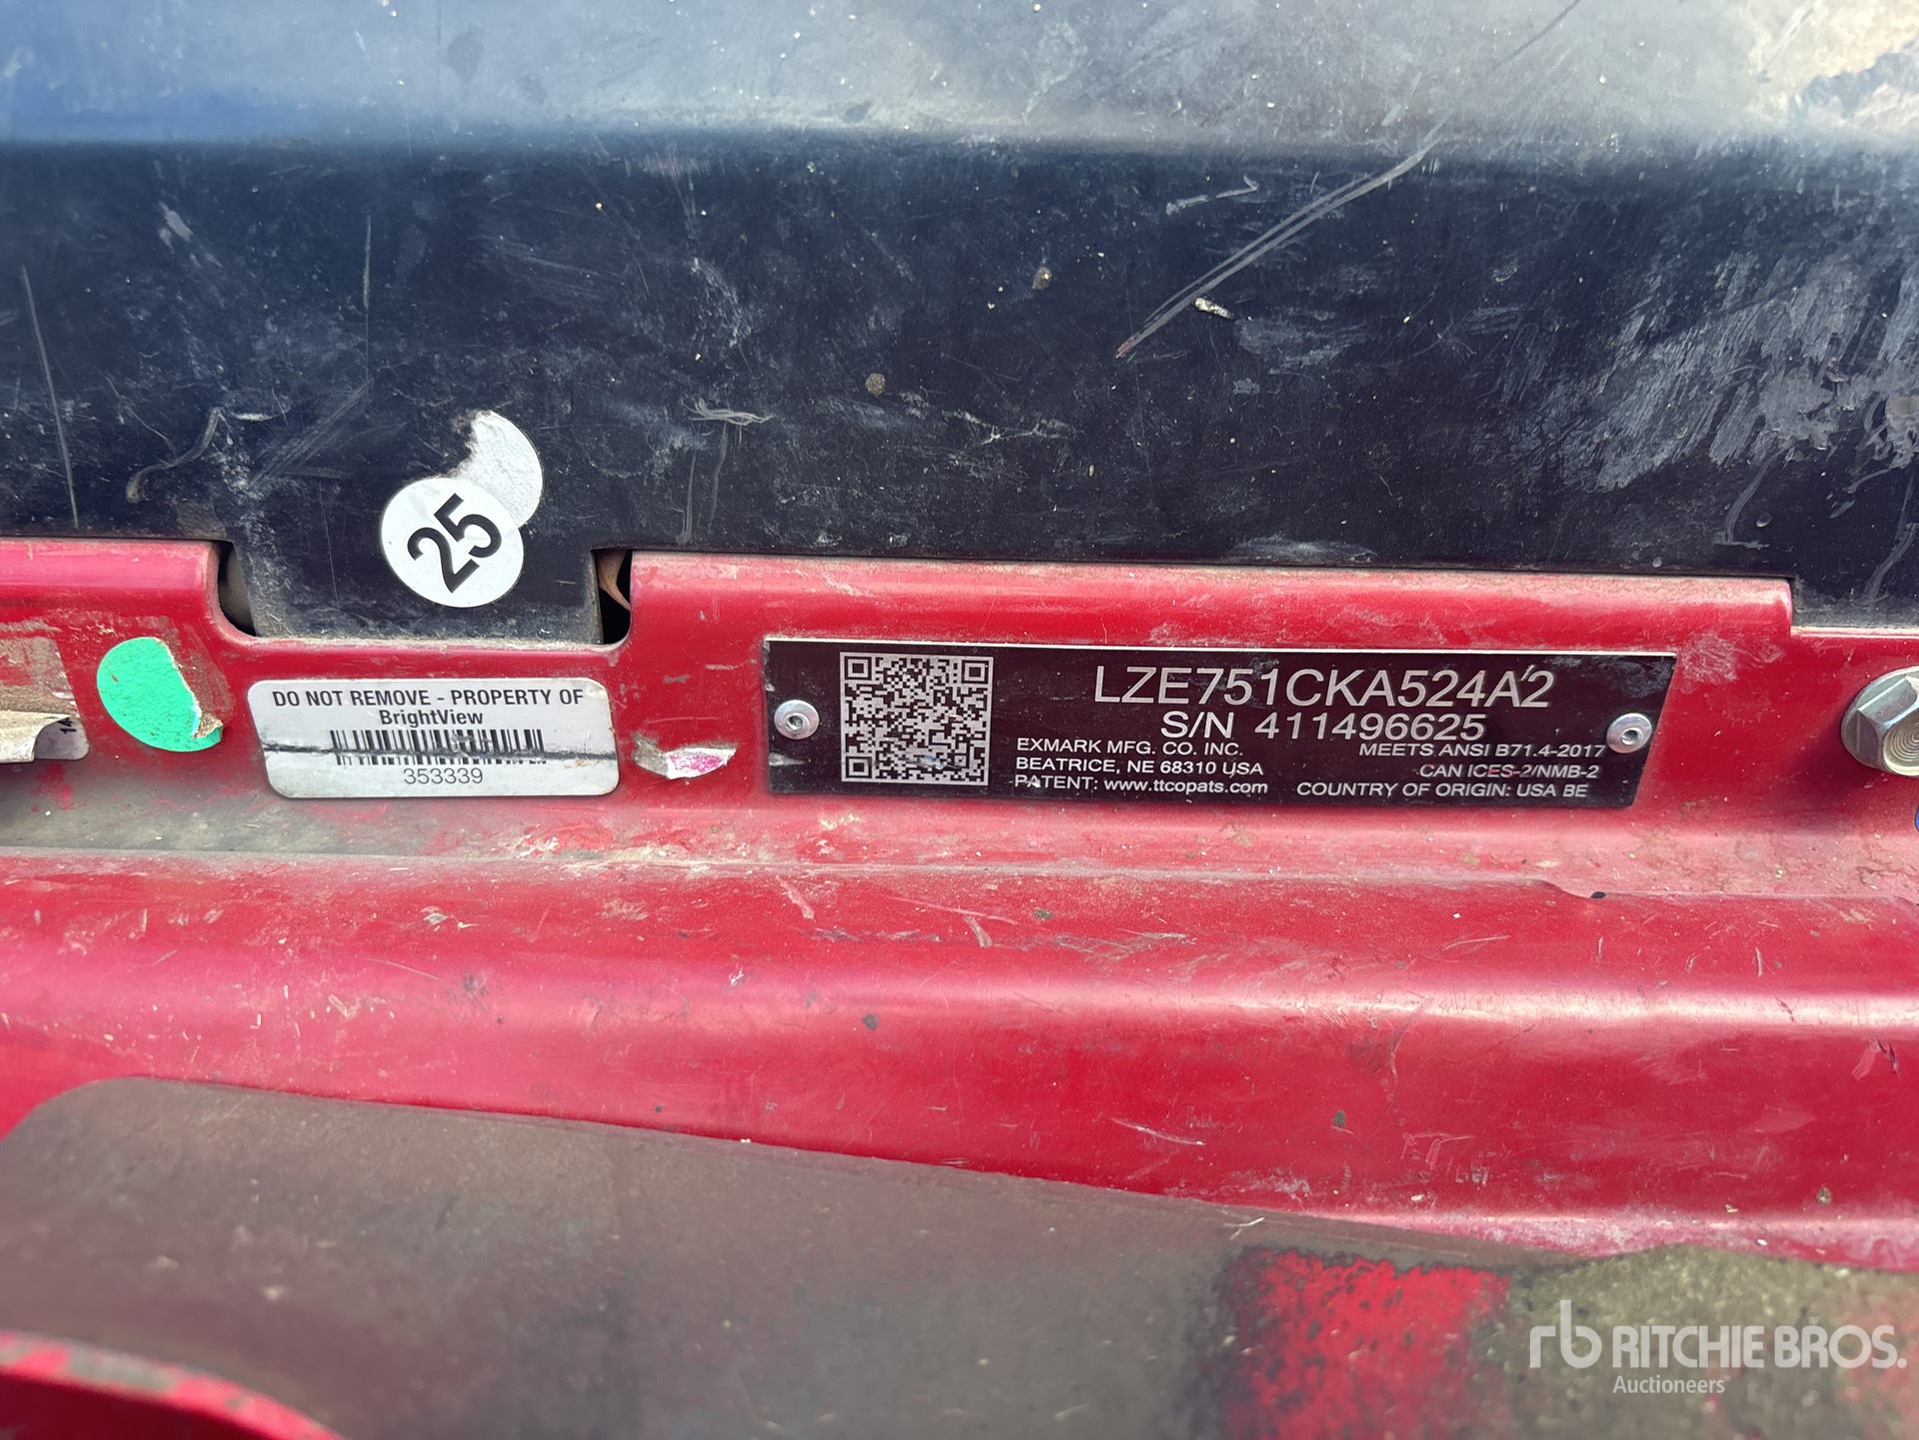 25
DO NOT REMOVE - PROPERTY OF
BrightView
353339
LZE751CKA524A2
S/N 411496625
EXMARK MFG. CO. INC.
BEATRICE, NE 68310 USA
PATENT: www.ttcopats.com
MEETS ANSI B71.4-2017
CAN ICES-2/NMB-2
COUNTRY OF ORIGIN: USA BE
rb RITCHIE BROS.
Auctioneers